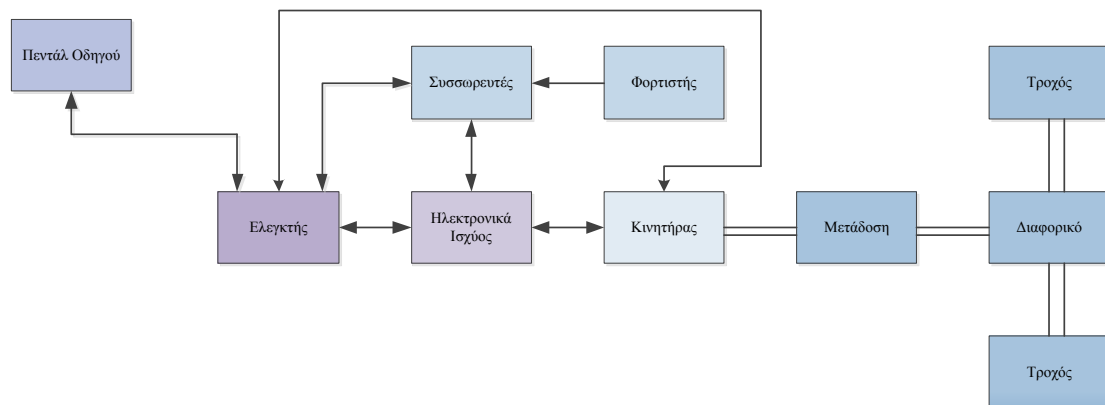 Πεντάλ Οδηγού
Συσσωρευτές
Φορτιστής
Τροχός
Ελεγκτής
Ηλεκτρονικά
Ισχύος
Κινητήρας
Μετάδοση
Διαφορικό
Τροχός